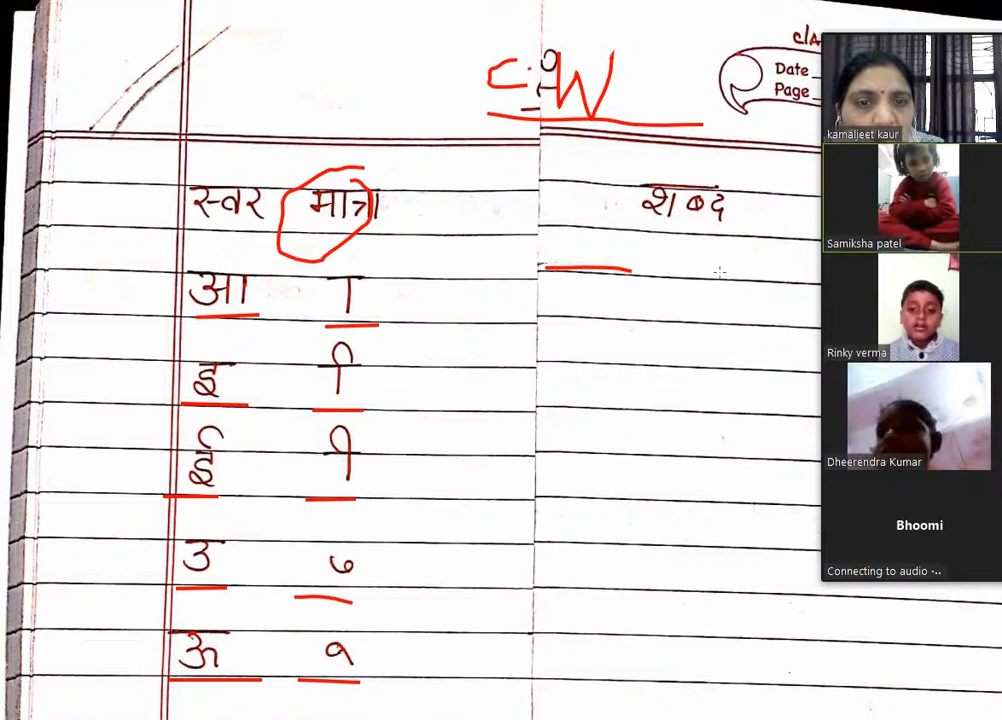 C.W
Date
Page
स्वर मात्रा शब्द
आ ा
इ ि
ई ी
उ ु
ऊ ू
kamaljeet kaur
Samiksha patel
Rinky verma
Dheerendra Kumar
Bhoomi
Connecting to audio ..